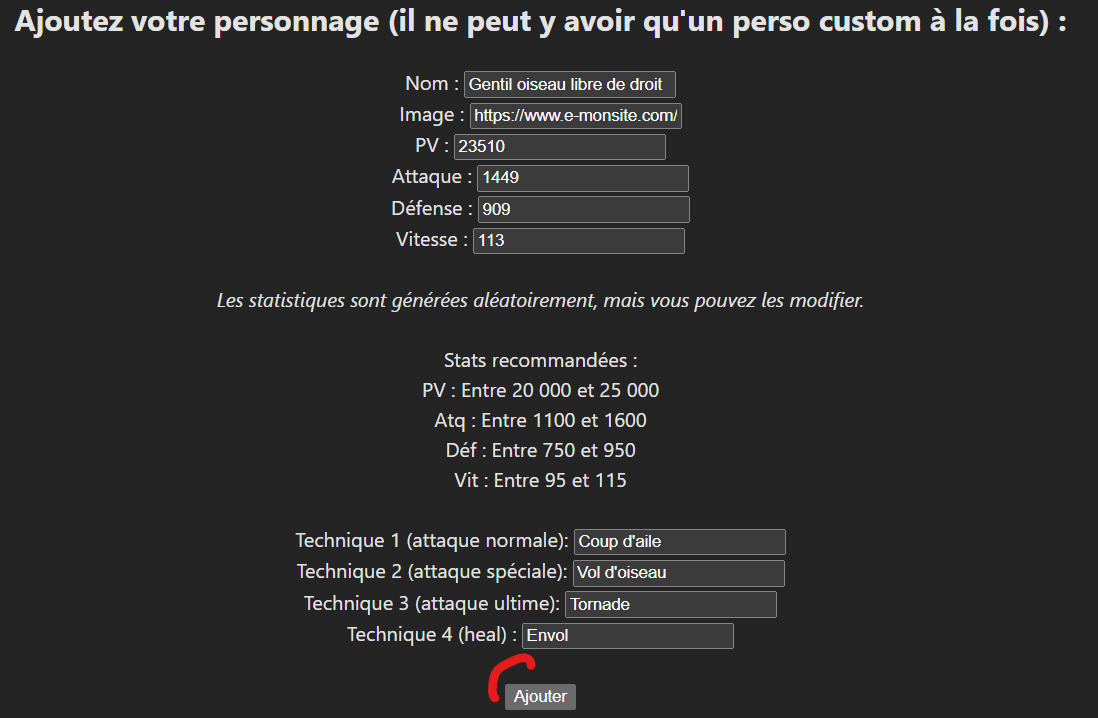 Ajoutez votre personnage (il ne peut y avoir qu'un perso custom à la fois) :
Nom : Gentil oiseau libre de droit
Image : https://www.e-monsite.com/
PV : 23510
Attaque : 1449
Défense : 909
Vitesse : 113
Les statistiques sont générées aléatoirement, mais vous pouvez les modifier.
Stats recommandées :
PV : Entre 20 000 et 25 000
Atq : Entre 1100 et 1600
Déf : Entre 750 et 950
Vit : Entre 95 et 115
Technique 1 (attaque normale): Coup d'aile
Technique 2 (attaque spéciale): Vol d'oiseau
Technique 3 (attaque ultime): Tornade
Technique 4 (heal) : Envol
Ajouter